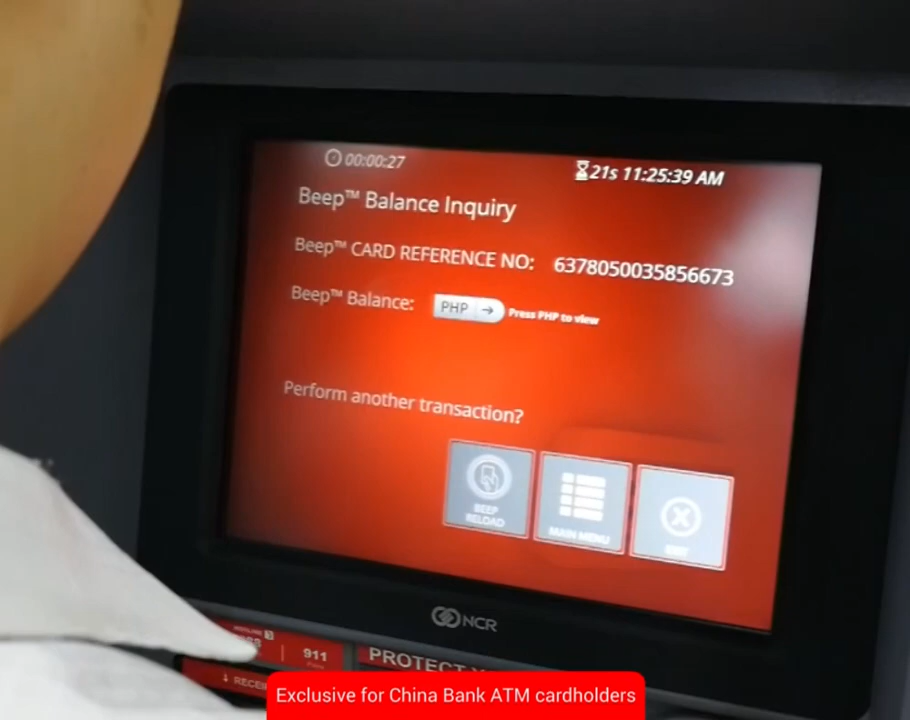 00:00:27
21s 11:25:39 AM
Beep™ Balance Inquiry
Beep™ CARD REFERENCE NO: 6378050035856673
Beep™ Balance: PHP → Press PHP to view
Perform another transaction?
BEEP RELOAD
MAIN MENU
EXIT
NCR
911
PROTECT
Exclusive for China Bank ATM cardholders